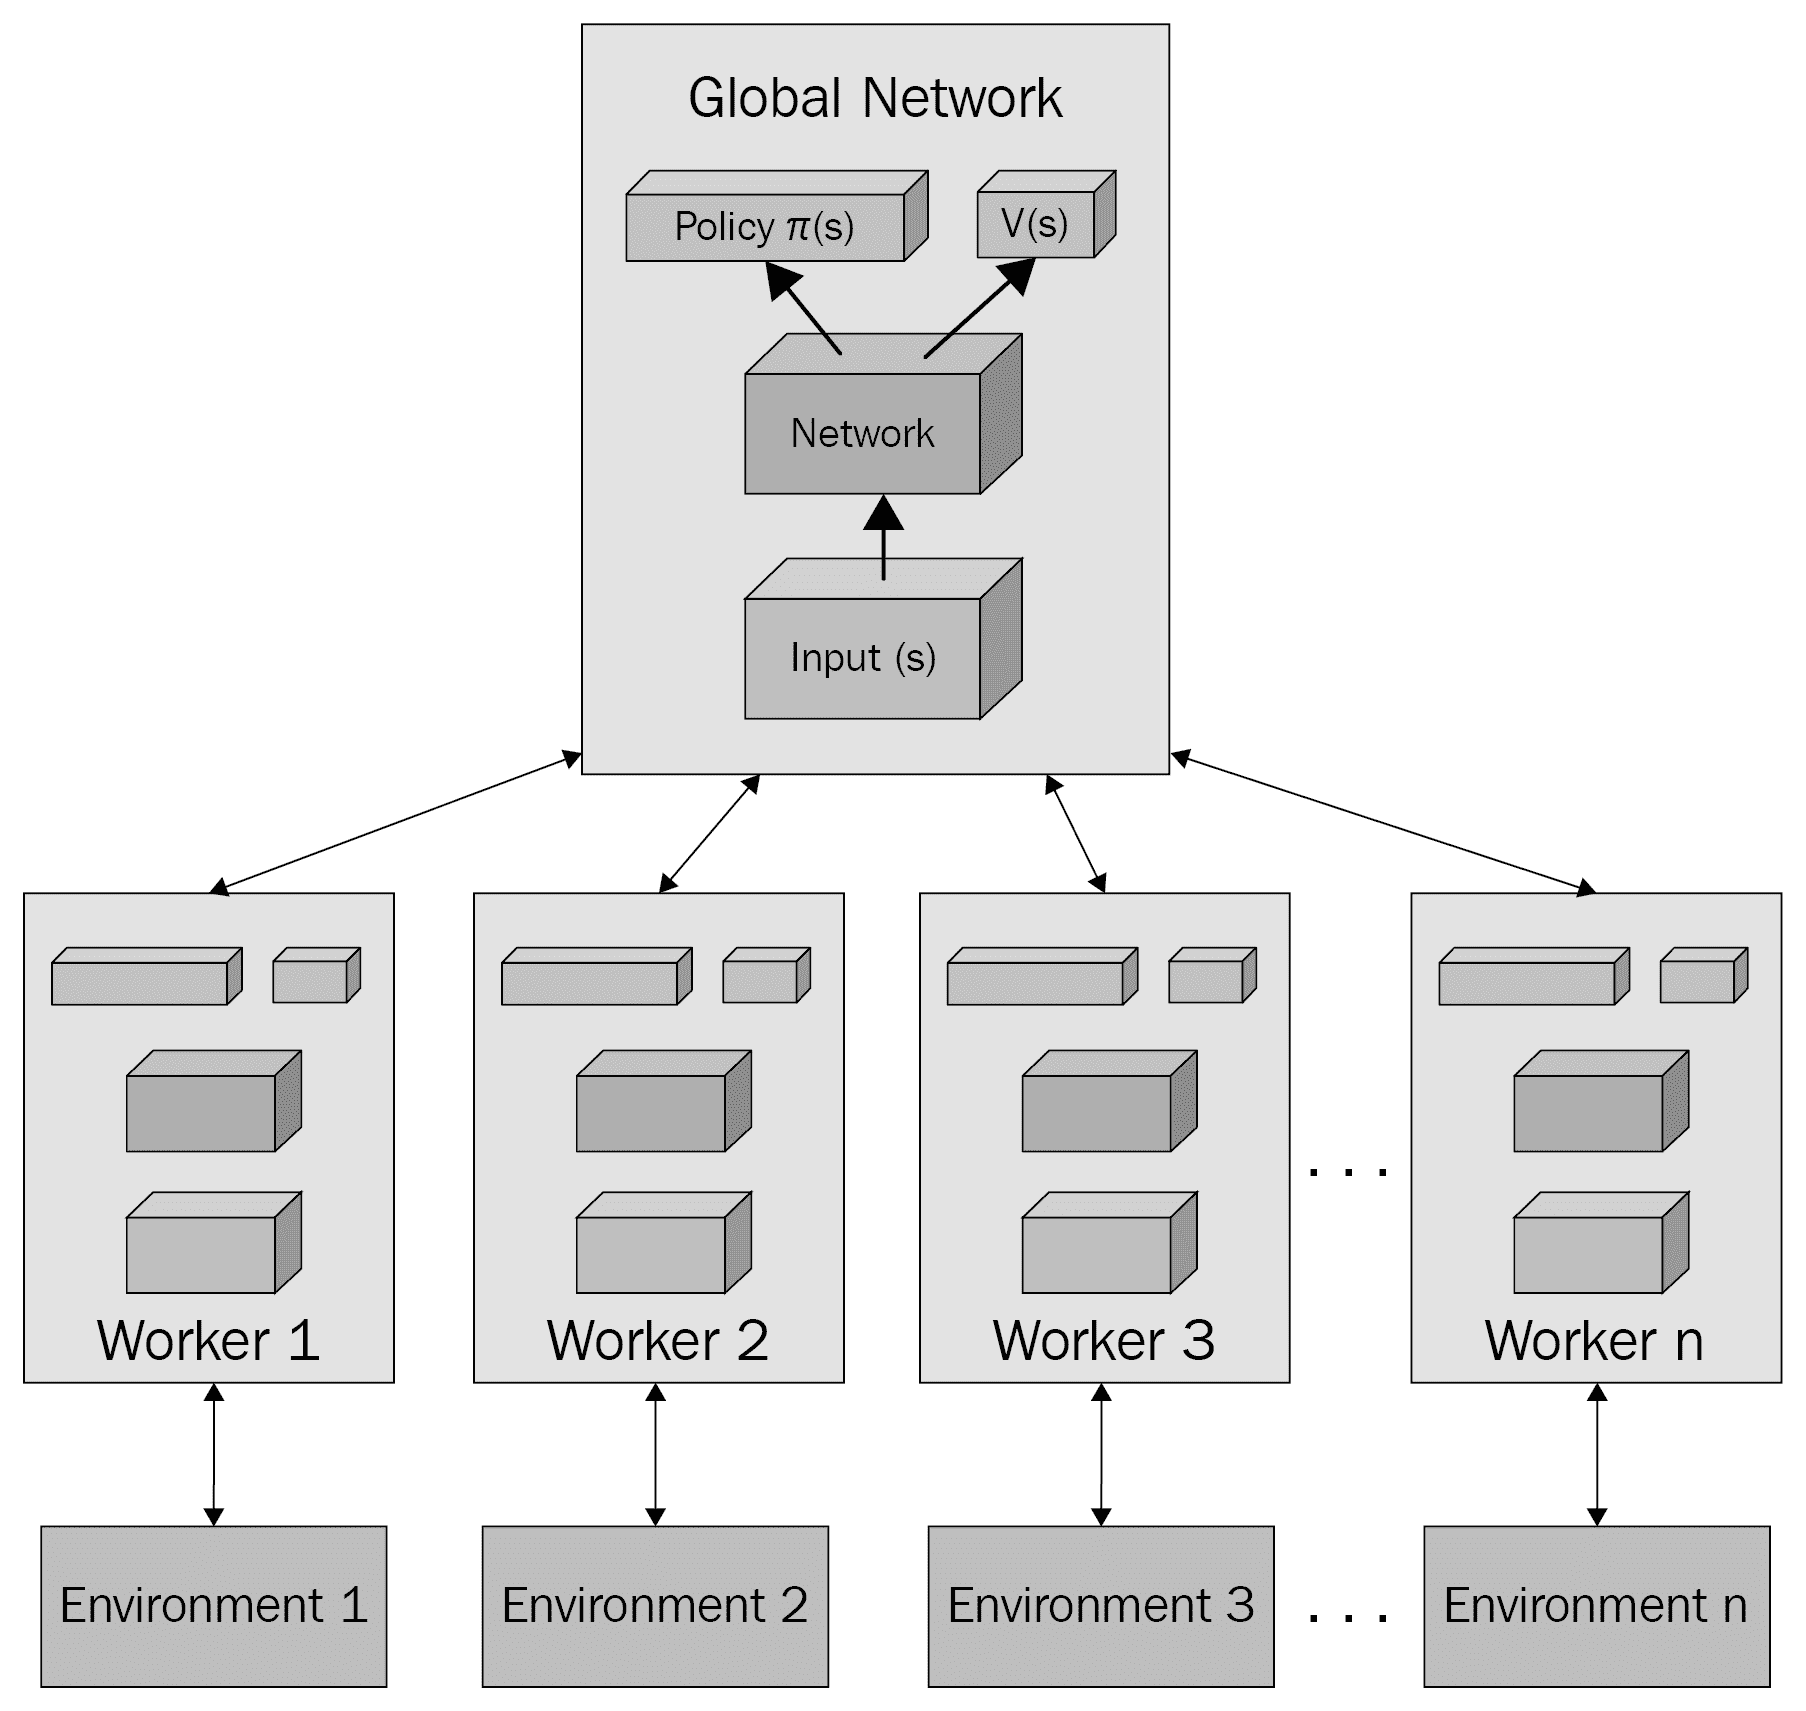 Global Network
Policy π(s)
V(s)
Network
Input (s)
. . .
Worker 1
Worker 2
Worker 3
Worker n
Environment 1
Environment 2
Environment 3
. . .
Environment n